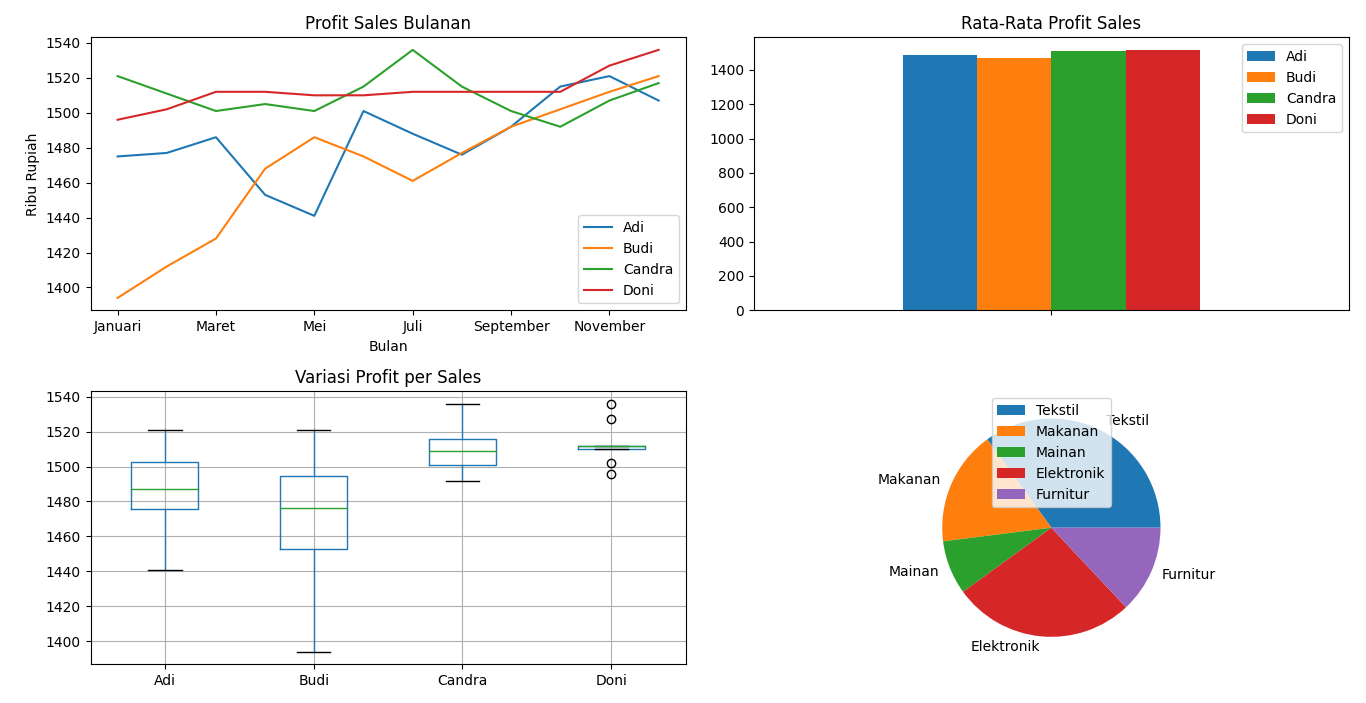 Profit Sales Bulanan
Ribu Rupiah
1540
1520
1500
1480
1460
1440
1420
1400
Januari Maret Mei Juli September November
Bulan
Adi
Budi
Candra
Doni
Rata-Rata Profit Sales
1400
1200
1000
800
600
400
200
0
Adi
Budi
Candra
Doni
Variasi Profit per Sales
1540
1520
1500
1480
1460
1440
1420
1400
Adi Budi Candra Doni
Tekstil
Makanan
Mainan
Elektronik
Furnitur
Tekstil
Makanan
Mainan
Elektronik
Furnitur